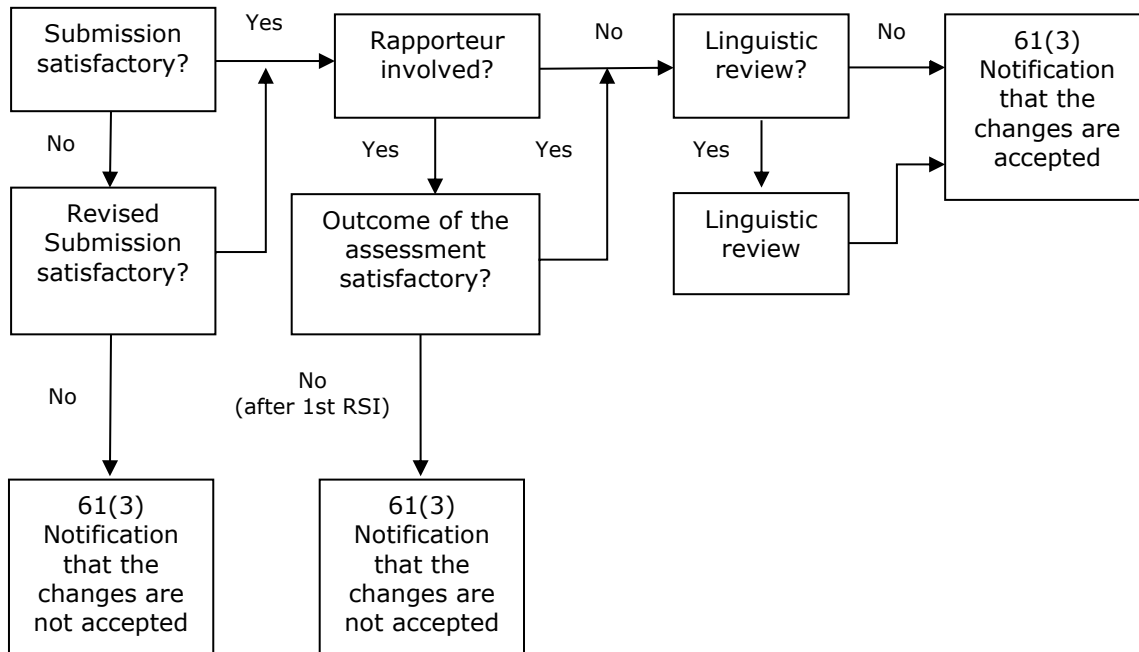 Submission
satisfactory?
Yes
Rapporteur
involved?
No
Linguistic
review?
No
61(3)
Notification
that the
changes are
accepted
No
Yes
Yes
Yes
Revised
Submission
satisfactory?
Outcome of the
assessment
satisfactory?
Linguistic
review
No
No
(after 1st RSI)
61(3)
Notification
that the
changes are
not accepted
61(3)
Notification
that the
changes are
not accepted